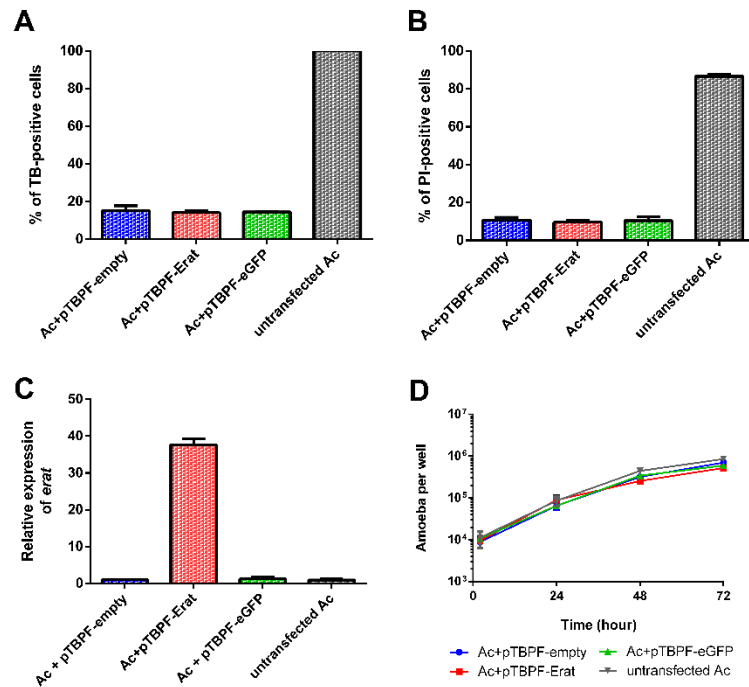 A
% of TB-positive cells
100
80
60
40
20
0
Ac+pTBPF-empty
Ac+pTBPF-Erat
Ac+pTBPF-eGFP
untransfected Ac
B
% of PI-positive cells
100
80
60
40
20
0
Ac+pTBPF-empty
Ac+pTBPF-Erat
Ac+pTBPF-eGFP
untransfected Ac
C
Relative expression
of erat
50
40
30
20
10
0
Ac + pTBPF-empty
Ac+pTBPF-Erat
Ac + pTBPF-eGFP
untransfected Ac
D
Amoeba per well
10⁷
10⁶
10⁵
10⁴
10³
0 24 48 72
Time (hour)
Ac+pTBPF-empty Ac+pTBPF-eGFP
Ac+pTBPF-Erat untransfected Ac